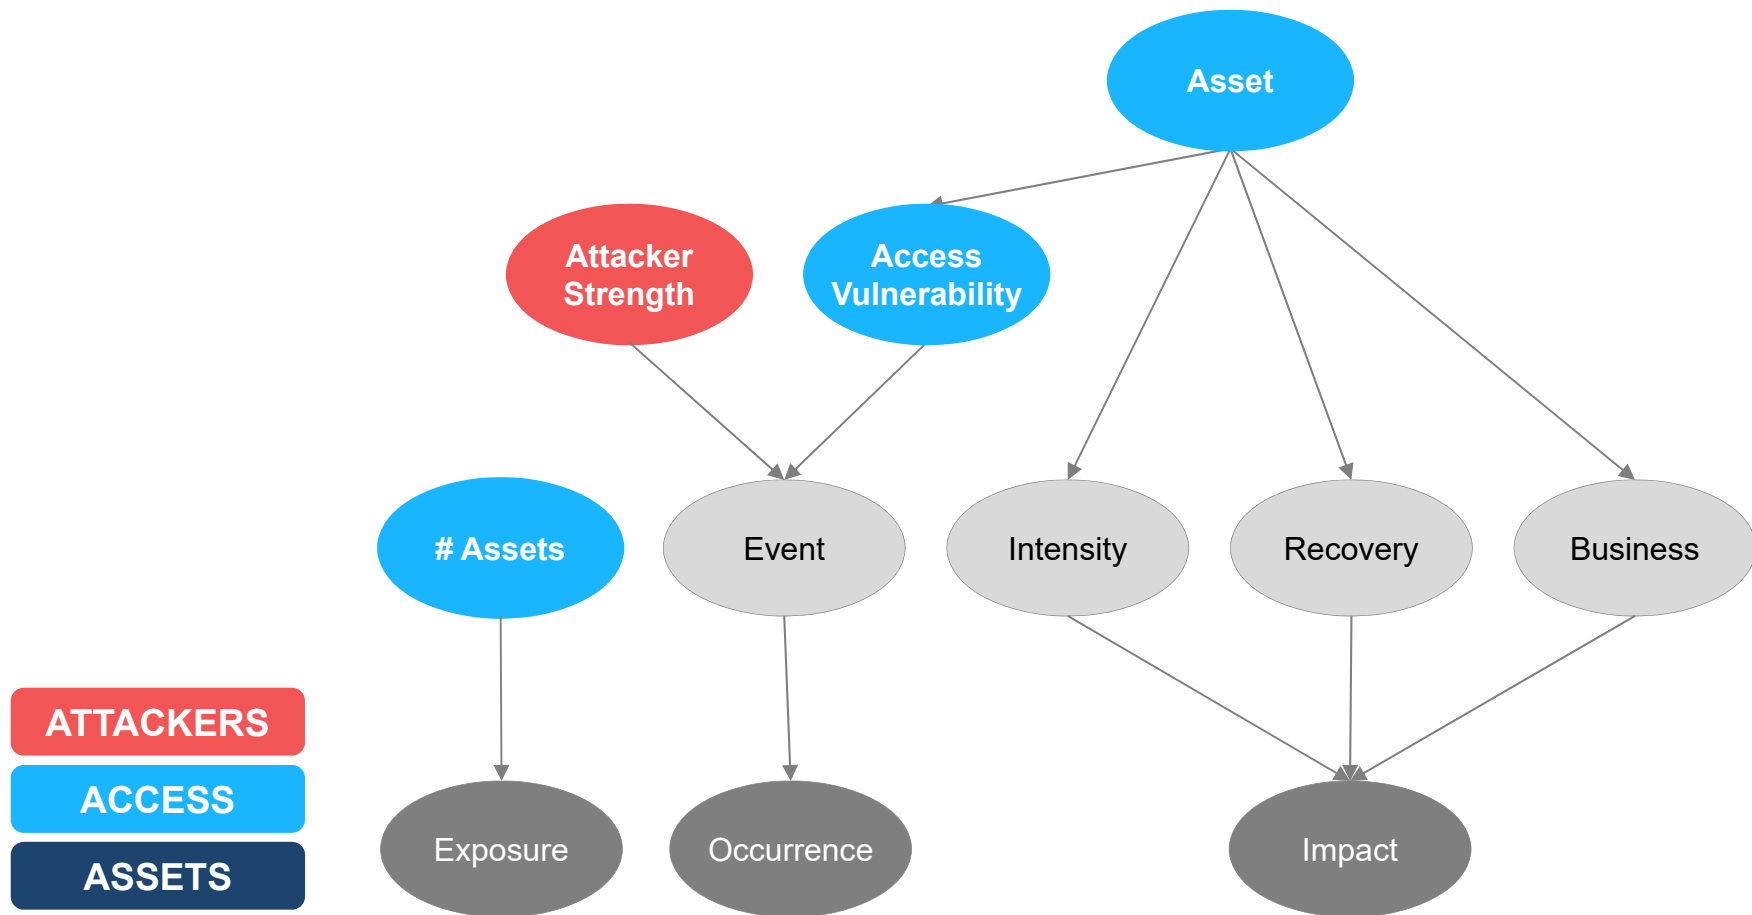 Asset
Attacker
Strength
Access
Vulnerability
# Assets
Event
Intensity
Recovery
Business
ATTACKERS
ACCESS
ASSETS
Exposure
Occurrence
Impact